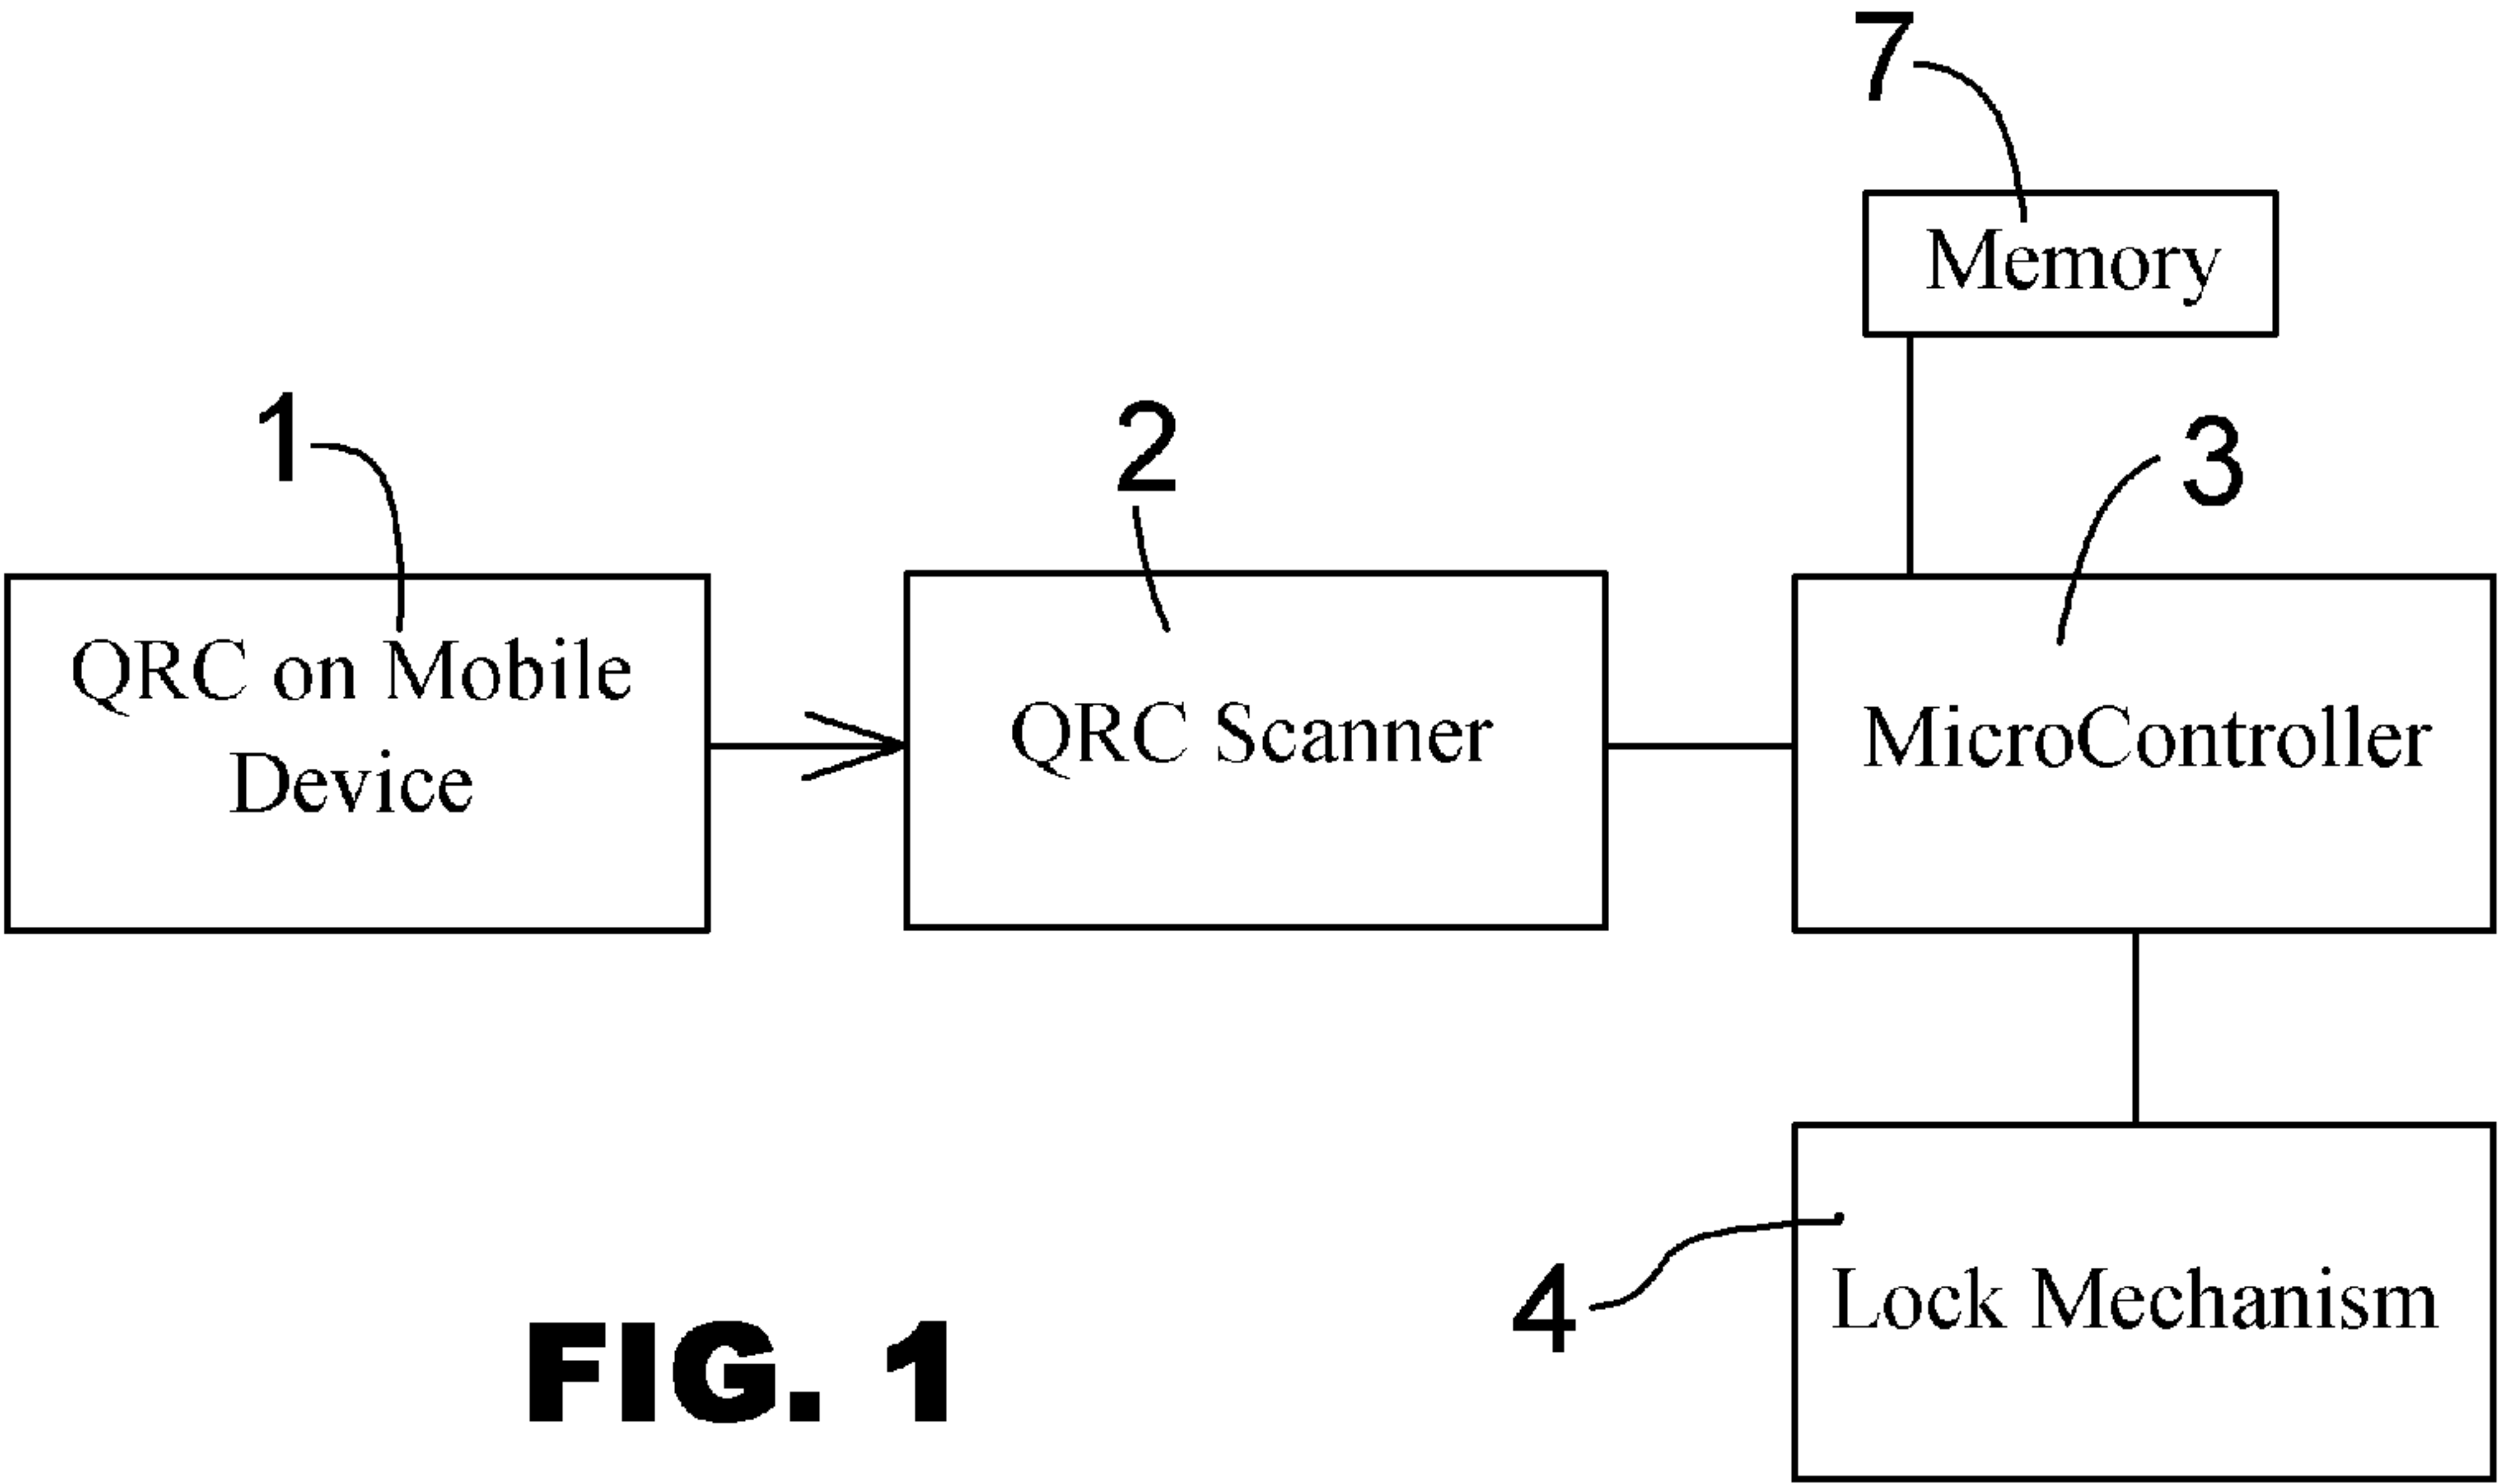 7
Memory
1
2
3
QRC on Mobile
Device
QRC Scanner
MicroController
4
Lock Mechanism
FIG. 1